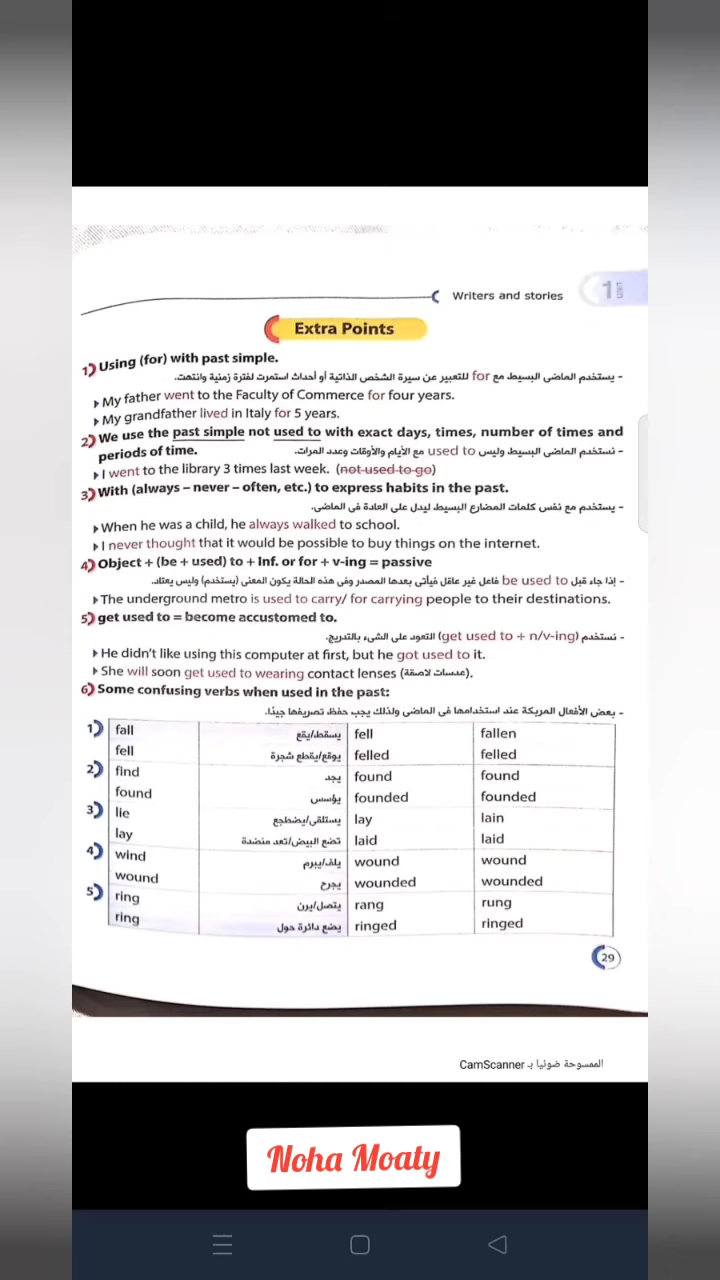 Writers and stories
1 UNIT
Extra Points
1) Using (for) with past simple.
- يستخدم الماضى البسيط مع for للتعبير عن سيرة الشخص الذاتية أو أحداث استمرت لفترة زمنية وانتهت.
My father went to the Faculty of Commerce for four years.
My grandfather lived in Italy for 5 years.
2) We use the past simple not used to with exact days, times, number of times and
periods of time.
- نستخدم الماضى البسيط وليس used to مع الأيام والأوقات وعدد المرات.
I went to the library 3 times last week. (not used to go)
3) With (always – never – often, etc.) to express habits in the past.
- يستخدم مع نفس كلمات المضارع البسيط ليدل على العادة فى الماضى.
When he was a child, he always walked to school.
I never thought that it would be possible to buy things on the internet.
4) Object + (be + used) to + Inf. or for + v-ing = passive
- إذا جاء قبل be used to فاعل غير عاقل فيأتى بعدها المصدر وفى هذه الحالة يكون المعنى (يستخدم) وليس يعتاد.
The underground metro is used to carry/ for carrying people to their destinations.
5) get used to = become accustomed to.
- نستخدم (get used to + n/v-ing) التعود على الشىء بالتدريج.
He didn't like using this computer at first, but he got used to it.
She will soon get used to wearing contact lenses (عدسات لاصقة).
6) Some confusing verbs when used in the past:
- بعض الأفعال المربكة عند استخدامها فى الماضى ولذلك يجب حفظ تصريفها جيدًا.
1) fall يسقط/يقع fell fallen
fell يوقع/يقطع شجرة felled felled
2) find يجد found found
found يؤسس founded founded
3) lie يستلقى/يضطجع lay lain
lay تضع البيض/تعد منضدة laid laid
4) wind يلف/يبرم wound wound
wound يجرح wounded wounded
5) ring يتصل/يرن rang rung
ring يضع دائرة حول ringed ringed
29
الممسوحة ضوئيا بـ CamScanner
Noha Moaty